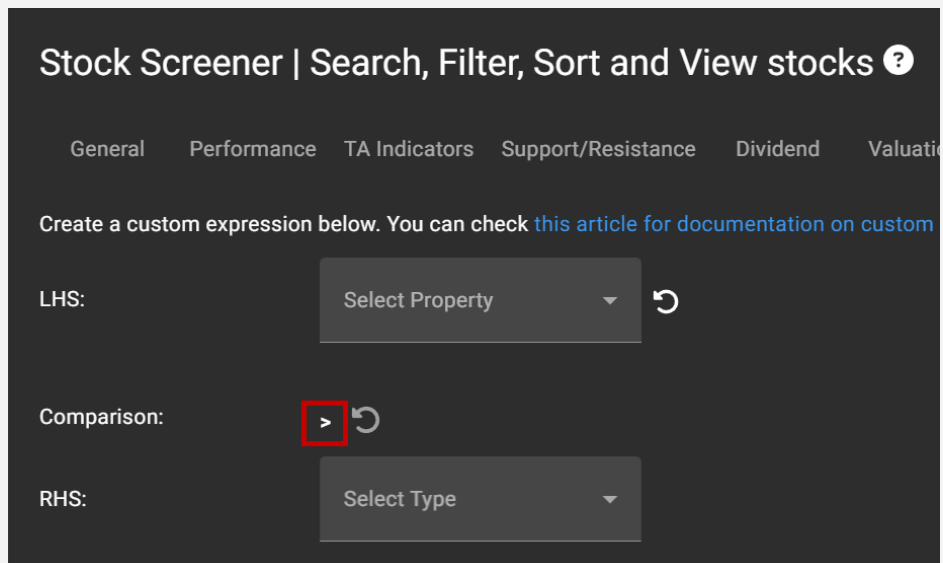 Stock Screener | Search, Filter, Sort and View stocks ?
General Performance TA Indicators Support/Resistance Dividend Valuati
Create a custom expression below. You can check this article for documentation on custom
LHS: Select Property
Comparison: >
RHS: Select Type